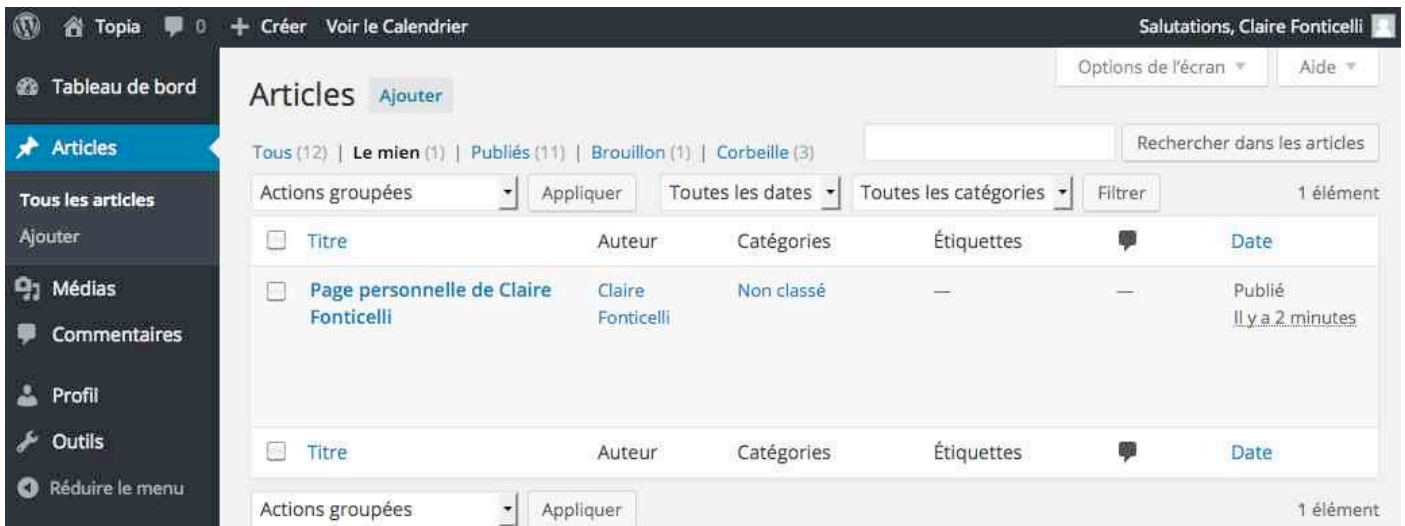 Topia 0 + Créer Voir le Calendrier Salutations, Claire Fonticelli
Tableau de bord
Articles
Tous les articles
Ajouter
Médias
Commentaires
Profil
Outils
Réduire le menu
Options de l'écran Aide
Articles Ajouter
Tous (12) | Le mien (1) | Publiés (11) | Brouillon (1) | Corbeille (3) Rechercher dans les articles
Actions groupées Appliquer Toutes les dates Toutes les catégories Filtrer 1 élément
Titre Auteur Catégories Étiquettes Date
Page personnelle de Claire Claire Non classé — — Publié
Fonticelli Fonticelli Il y a 2 minutes
Titre Auteur Catégories Étiquettes Date
Actions groupées Appliquer 1 élément